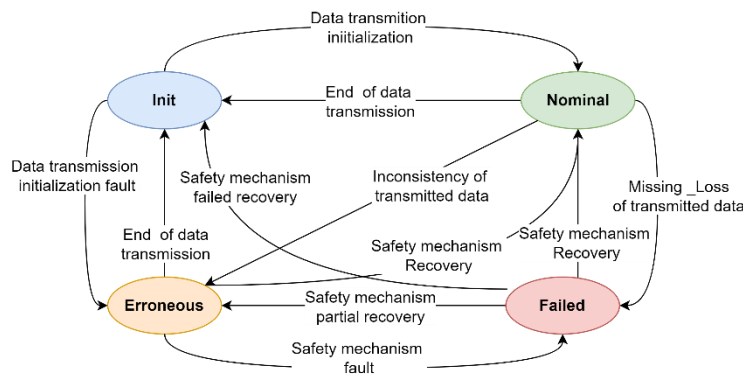 Data transmition
iniitialization
Init
End  of data
transmission
Nominal
Data transmission
initialization fault
Safety mechanism
failed recovery
Inconsistency of
transmitted data
Missing _Loss
of transmitted data
End  of data
transmission
Safety mechanism
Recovery
Safety mechanism
Recovery
Erroneous
Safety mechanism
partial recovery
Failed
Safety mechanism
fault